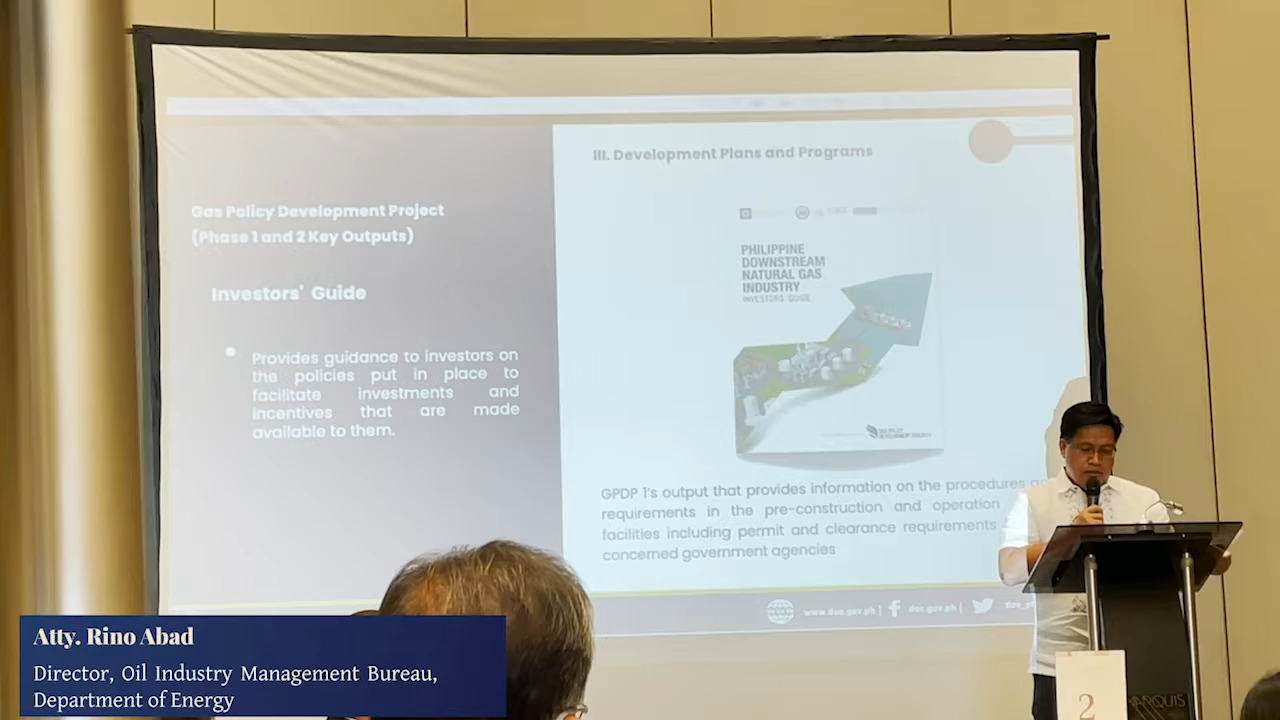 III. Development Plans and Programs
Gas Policy Development Project
(Phase 1 and 2 Key Outputs)
Investors' Guide
Provides guidance to investors on
the policies put in place to
facilitate investments and
incentives that are made
available to them.
PHILIPPINE
DOWNSTREAM
NATURAL GAS
INDUSTRY
INVESTORS' GUIDE
GAS POLICY
DEVELOPMENT PROJECT
GPDP 1's output that provides information on the procedures
requirements in the pre-construction and operation
facilities including permit and clearance requirements
concerned government agencies
www.doe.gov.ph | doe.gov.ph |
Atty. Rino Abad
Director, Oil Industry Management Bureau,
Department of Energy
2